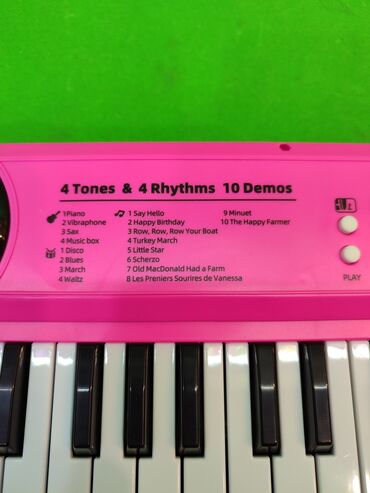 4 Tones & 4 Rhythms 10 Demos
1Piano
2 Vibraphone
3 Sax
4 Music box
1 Disco
2 Blues
3 March
4 Waltz
1 Say Hello
2 Happy Birthday
3 Row, Row, Row Your Boat
4 Turkey March
5 Little Star
6 Scherzo
7 Old MacDonald Had a Farm
8 Les Preniers Sourires de Vanessa
9 Minuet
10 The Happy Farmer
PLAY